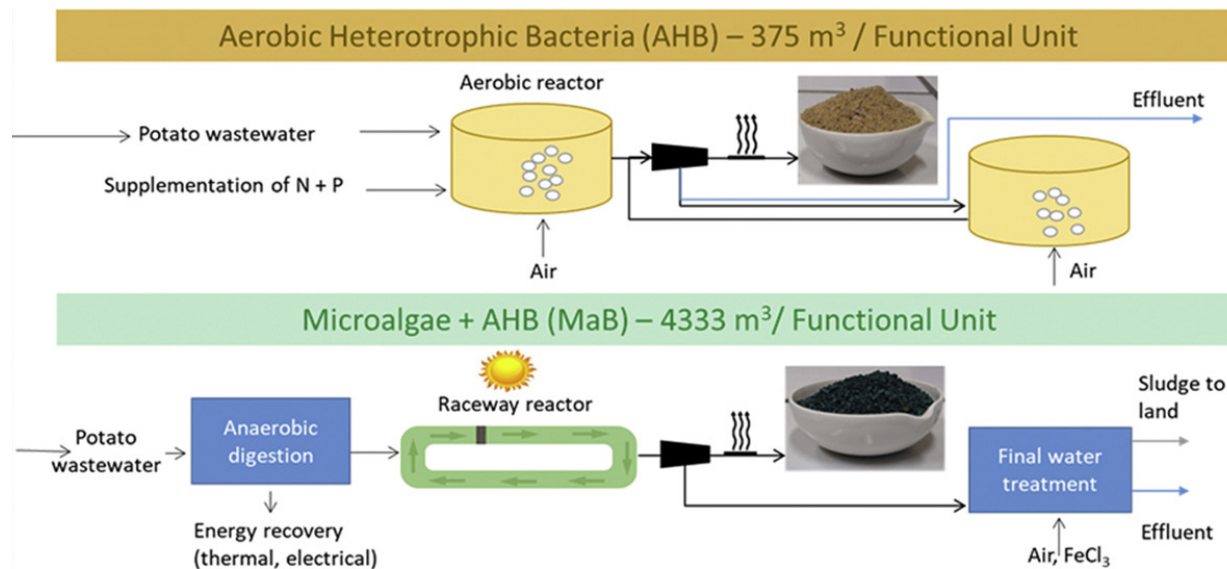 Aerobic Heterotrophic Bacteria (AHB) – 375 m³ / Functional Unit
Aerobic reactor
Effluent
Potato wastewater
Supplementation of N + P
Air
Air
Microalgae + AHB (MaB) – 4333 m³/ Functional Unit
Raceway reactor
Sludge to
land
Potato
wastewater
Anaerobic
digestion
Final water
treatment
Energy recovery
(thermal, electrical)
Effluent
Air, FeCl₃